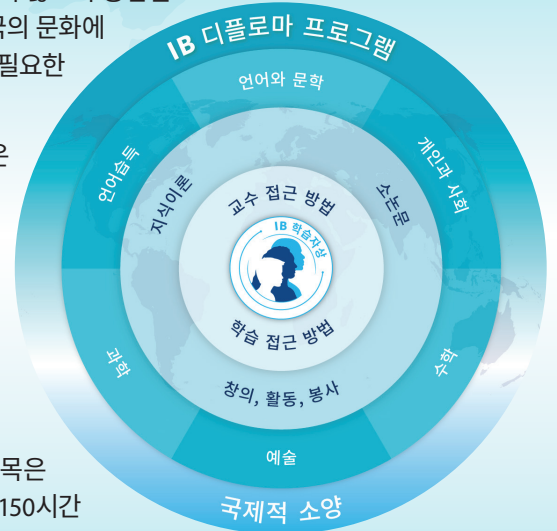 국의 문화에
필요한
은
목은
150시간
IB 디플로마 프로그램
언어와 문학
언어습득
개인과 사회
지식이론
소논문
교수 접근 방법
IB 학습자상
학습 접근 방법
과학
수학
창의, 활동, 봉사
예술
국제적 소양